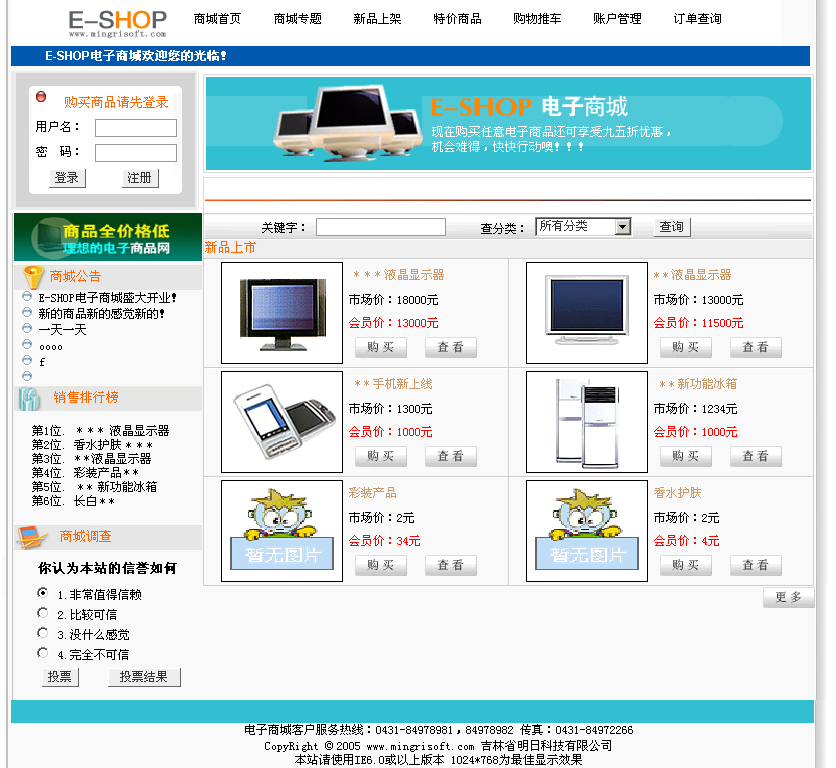 E-SHOP
www.mingrisoft.com
商城首页 商城专题 新品上架 特价商品 购物推车 账户管理 订单查询
E-SHOP电子商城欢迎您的光临!
购买商品请先登录
用户名:
密 码:
登录 注册
E-SHOP 电子商城
现在购买任意电子商品还可享受九五折优惠,
机会难得,快快行动噢!!!
关键字: 查分类: 所有分类 查询
商品全价格低
理想的电子商品网
商城公告
E-SHOP电子商城盛大开业!
新的商品新的感觉新的!
一天一天
oooo
f
销售排行榜
第1位. *** 液晶显示器
第2位. 香水护肤***
第3位. **液晶显示器
第4位. 彩装产品**
第5位. **新功能冰箱
第6位. 长白**
商城调查
你认为本站的信誉如何
1.非常值得信赖
2.比较可信
3.没什么感觉
4.完全不可信
投票 投票结果
新品上市
***液晶显示器
市场价:18000元
会员价:13000元
购 买 查 看
**液晶显示器
市场价:13000元
会员价:11500元
购 买 查 看
**手机新上线
市场价:1300元
会员价:1000元
购 买 查 看
**新功能冰箱
市场价:1234元
会员价:1000元
购 买 查 看
暂无图片
彩装产品
市场价:2元
会员价:34元
购 买 查 看
暂无图片
香水护肤
市场价:2元
会员价:4元
购 买 查 看
更 多
电子商城客户服务热线:0431-84978981,84978982 传真:0431-84972266
CopyRight © 2005 www.mingrisoft.com 吉林省明日科技有限公司
本站请使用IE6.0或以上版本 1024*768为最佳显示效果